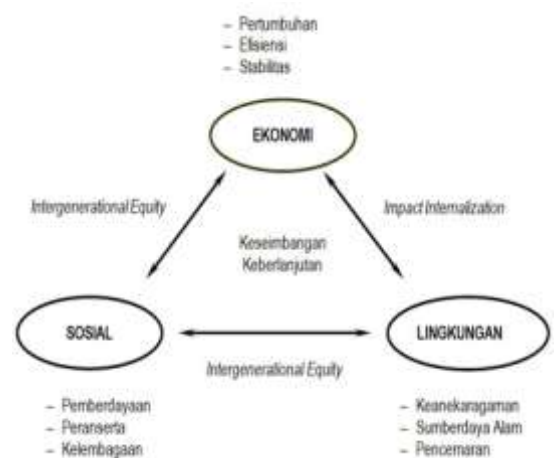 – Pertumbuhan
– Efisiensi
– Stabilitas
EKONOMI
Intergenerational Equity
Impact Internalization
Keseimbangan
Keberlanjutan
SOSIAL
LINGKUNGAN
Intergenerational Equity
– Pemberdayaan
– Peranserta
– Kelembagaan
– Keanekaragaman
– Sumberdaya Alam
– Pencemaran